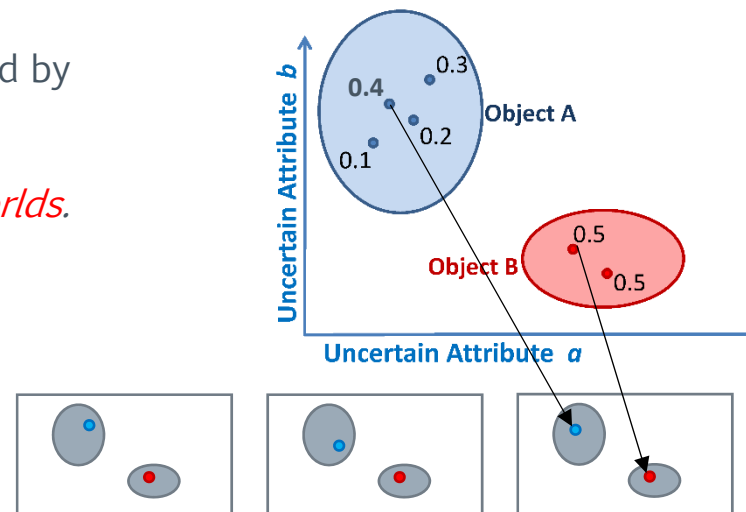 d by
rlds.
Uncertain Attribute b
0.3
0.4
0.2
0.1
Object A
0.5
Object B
0.5
Uncertain Attribute a